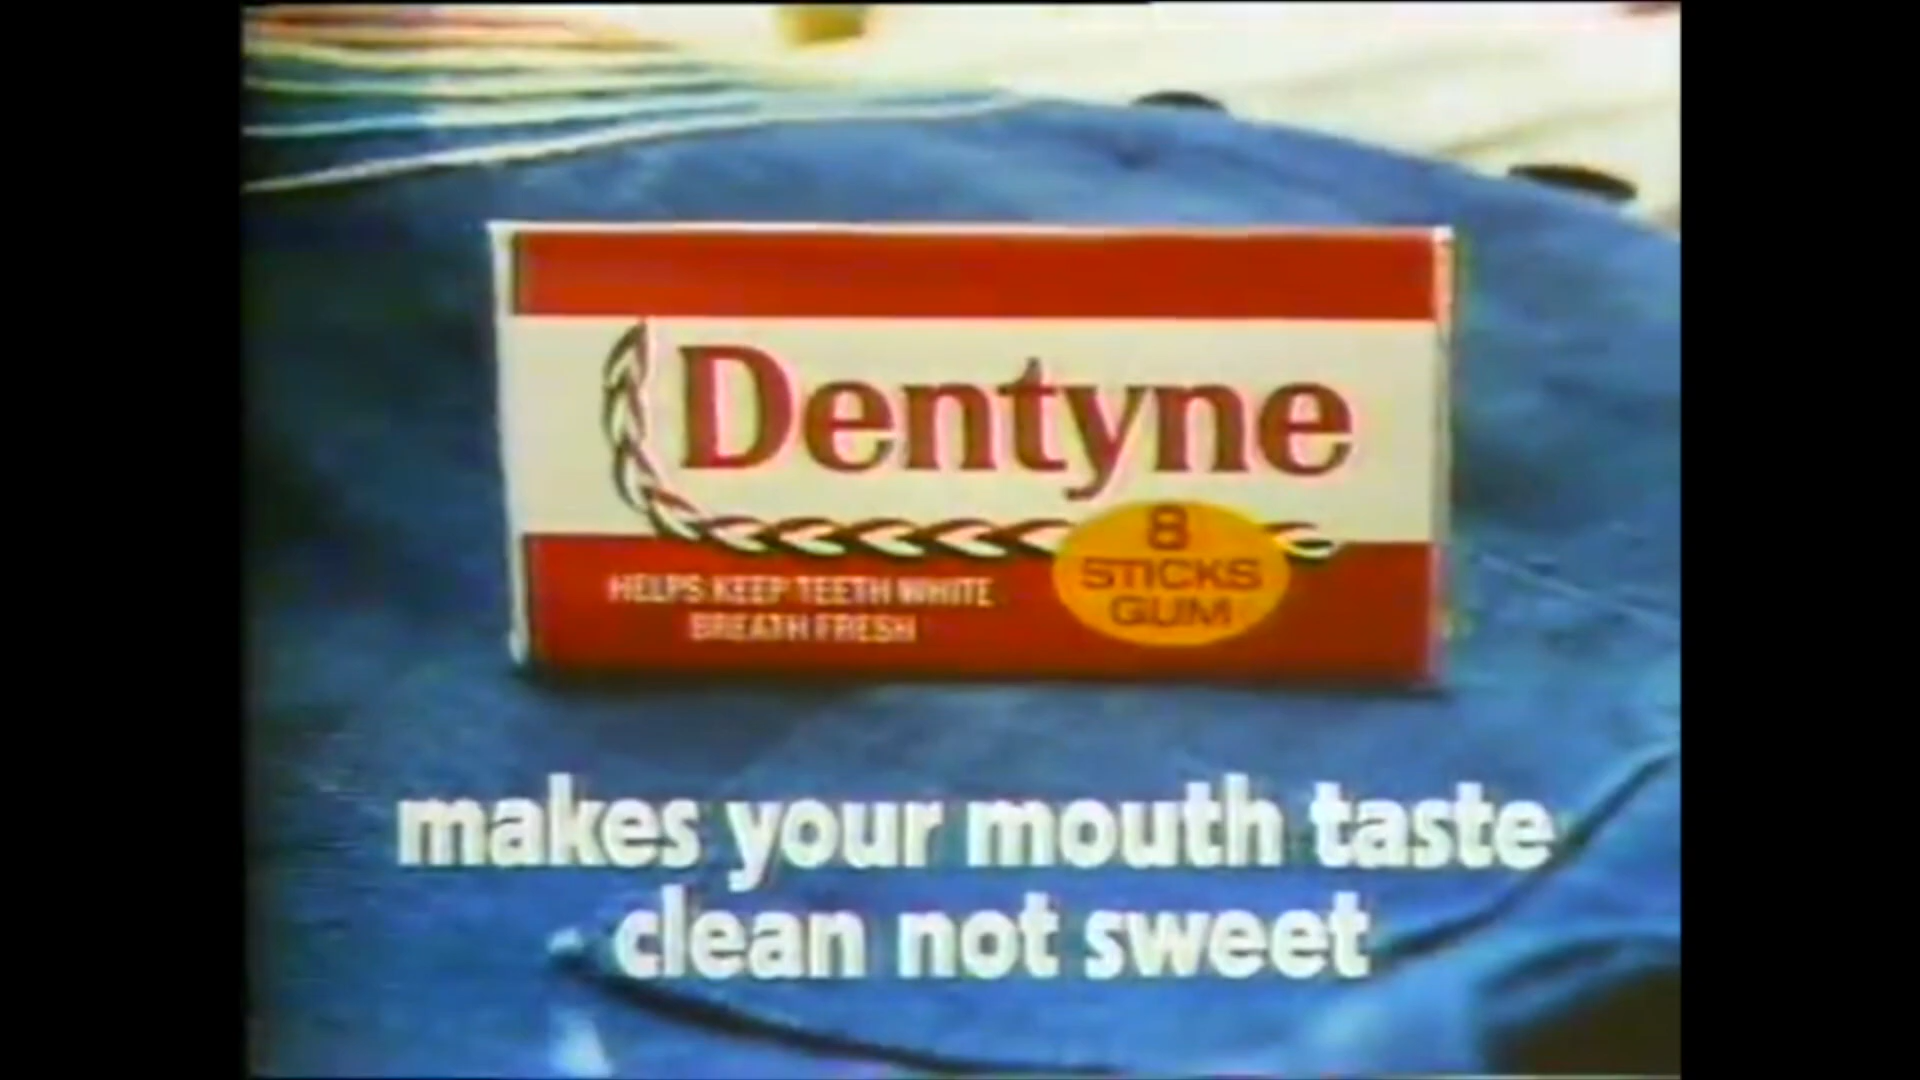 Dentyne
8
STICKS
GUM
HELPS KEEP TEETH WHITE
BREATH FRESH
makes your mouth taste
clean not sweet